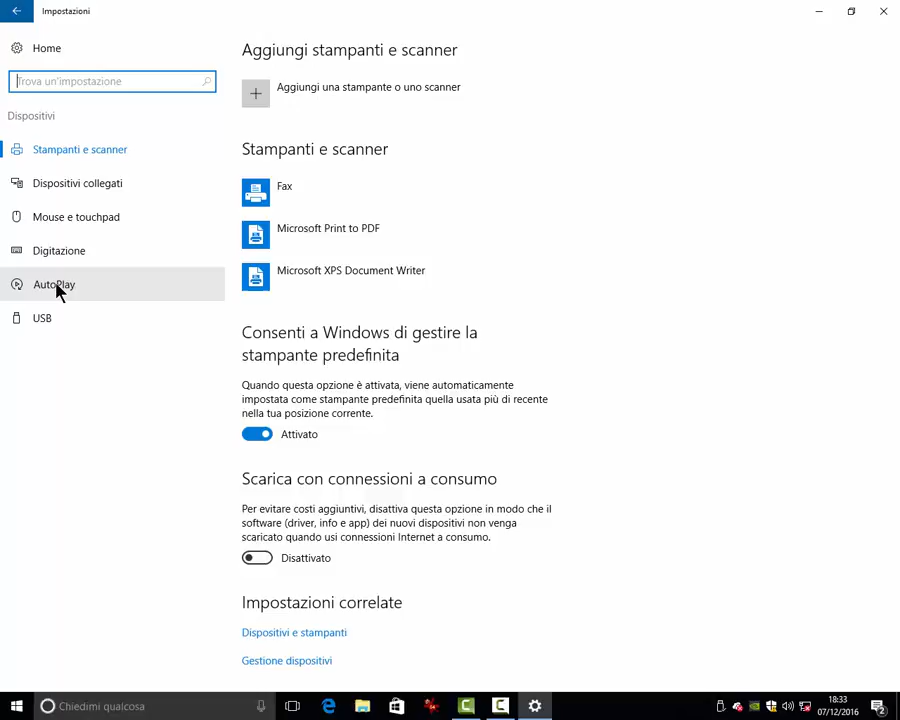 Impostazioni
Home
Trova un'impostazione
Dispositivi
Stampanti e scanner
Dispositivi collegati
Mouse e touchpad
Digitazione
AutoPlay
USB
Aggiungi stampanti e scanner
Aggiungi una stampante o uno scanner
Stampanti e scanner
Fax
Microsoft Print to PDF
Microsoft XPS Document Writer
Consenti a Windows di gestire la
stampante predefinita
Quando questa opzione è attivata, viene automaticamente
impostata come stampante predefinita quella usata più di recente
nella tua posizione corrente.
Attivato
Scarica con connessioni a consumo
Per evitare costi aggiuntivi, disattiva questa opzione in modo che il
software (driver, info e app) dei nuovi dispositivi non venga
scaricato quando usi connessioni Internet a consumo.
Disattivato
Impostazioni correlate
Dispositivi e stampanti
Gestione dispositivi
Chiedimi qualcosa
18:33
07/12/2016
2